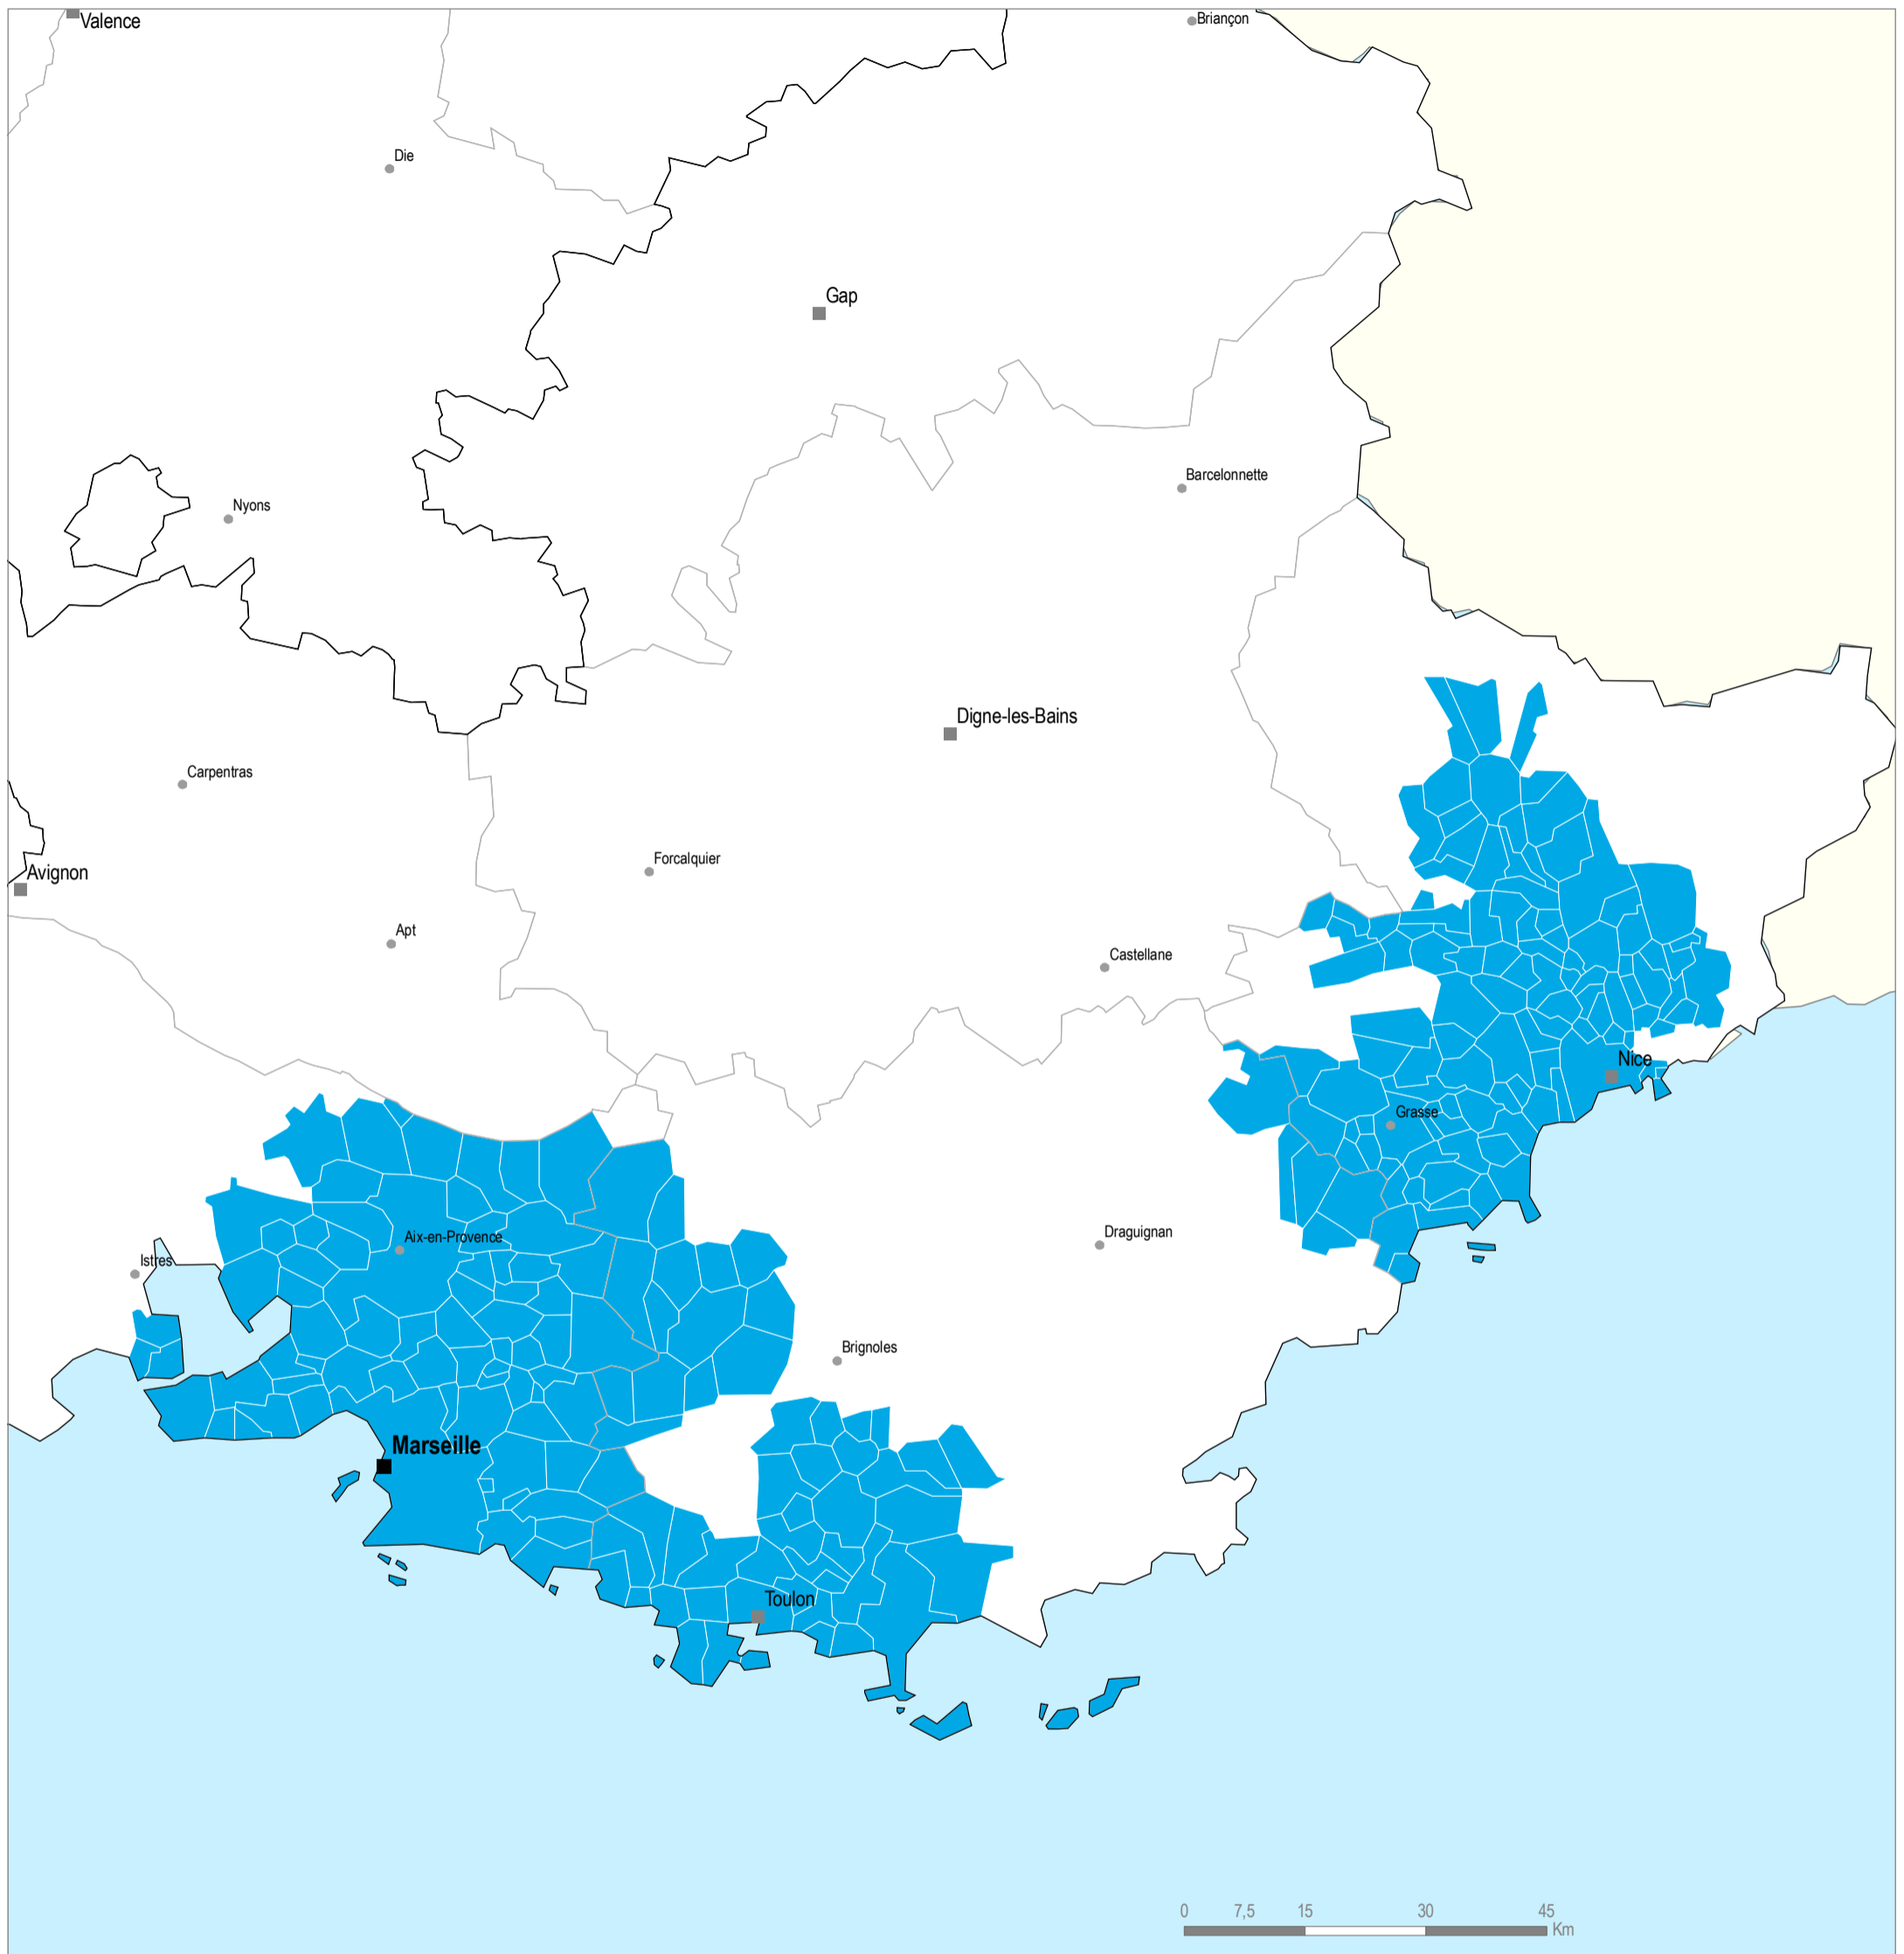 Valence
Briançon
Die
Gap
Barcelonnette
Nyons
Digne-les-Bains
Carpentras
Forcalquier
Avignon
Apt
Castellane
Nice
Grasse
Draguignan
Aix-en-Provence
Istres
Brignoles
Marseille
Toulon
0 7,5 15 30 45
Km